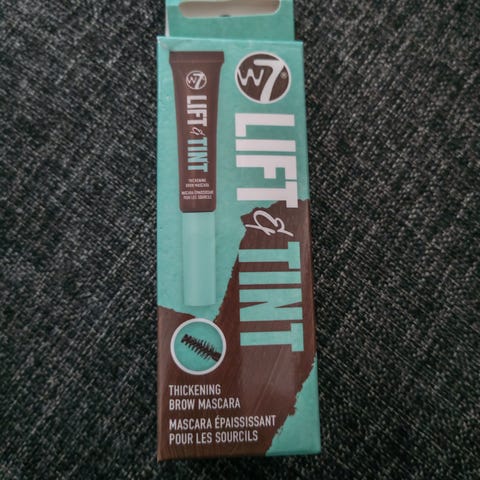 W7
LIFT & TINT
THICKENING
BROW MASCARA
MASCARA ÉPAISSISSANT
POUR LES SOURCILS
W7®
LIFT & TINT
THICKENING
BROW MASCARA
MASCARA ÉPAISSISSANT
POUR LES SOURCILS